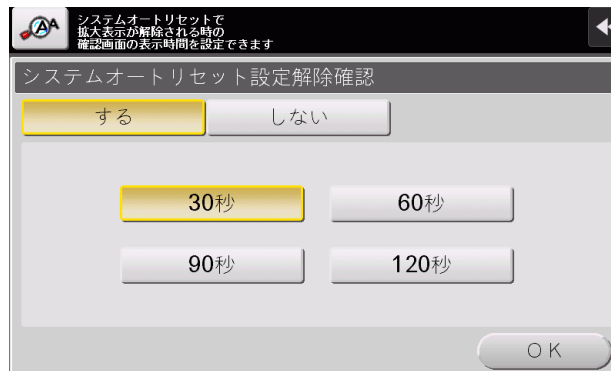 システムオートリセットで
拡大表示が解除される時の
確認画面の表示時間を設定できます
システムオートリセット設定解除確認
する しない
30秒 60秒
90秒 120秒
OK